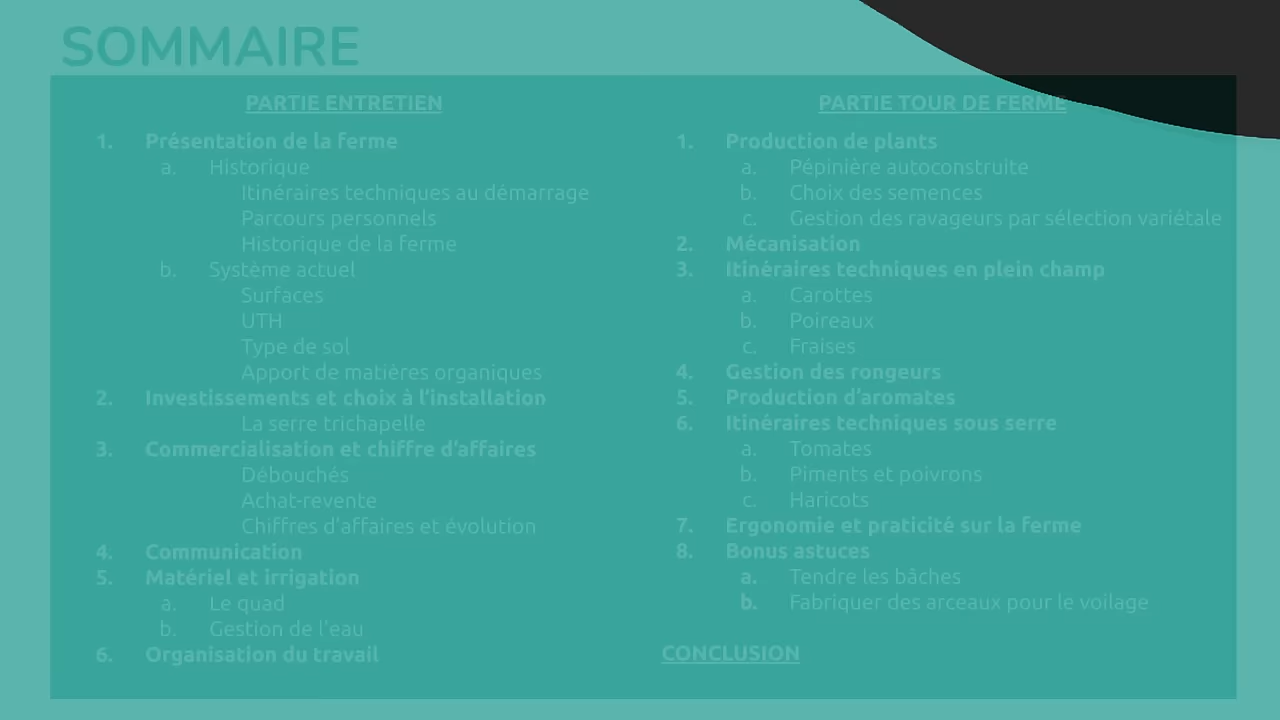 SOMMAIRE
PARTIE ENTRETIEN
1. Présentation de la ferme
a. Historique
Itinéraires techniques au démarrage
Parcours personnels
Historique de la ferme
b. Système actuel
Surfaces
UTH
Type de sol
Apport de matières organiques
2. Investissements et choix à l'installation
La serre trichapelle
3. Commercialisation et chiffre d'affaires
Débouchés
Achat-revente
Chiffres d'affaires et évolution
4. Communication
5. Matériel et irrigation
a. Le quad
b. Gestion de l'eau
6. Organisation du travail
PARTIE TOUR DE FERME
1. Production de plants
a. Pépinière autoconstruite
b. Choix des semences
c. Gestion des ravageurs par sélection variétale
2. Mécanisation
3. Itinéraires techniques en plein champ
a. Carottes
b. Poireaux
c. Fraises
4. Gestion des rongeurs
5. Production d'aromates
6. Itinéraires techniques sous serre
a. Tomates
b. Piments et poivrons
c. Haricots
7. Ergonomie et praticité sur la ferme
8. Bonus astuces
a. Tendre les bâches
b. Fabriquer des arceaux pour le voilage
CONCLUSION